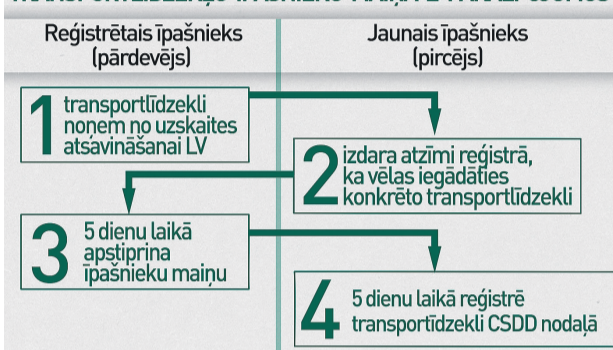 Reģistrētais īpašnieks
(pārdevējs)
Jaunais īpašnieks
(pircējs)
1 transportlīdzekli
noņem no uzskaites
atsavināšanai LV
2 izdara atzīmi reģistrā,
ka vēlas iegādāties
konkrēto transportlīdzekli
3 5 dienu laikā
apstiprina
īpašnieku maiņu
4 5 dienu laikā reģistrē
transportīdzekli CSDD nodaļā